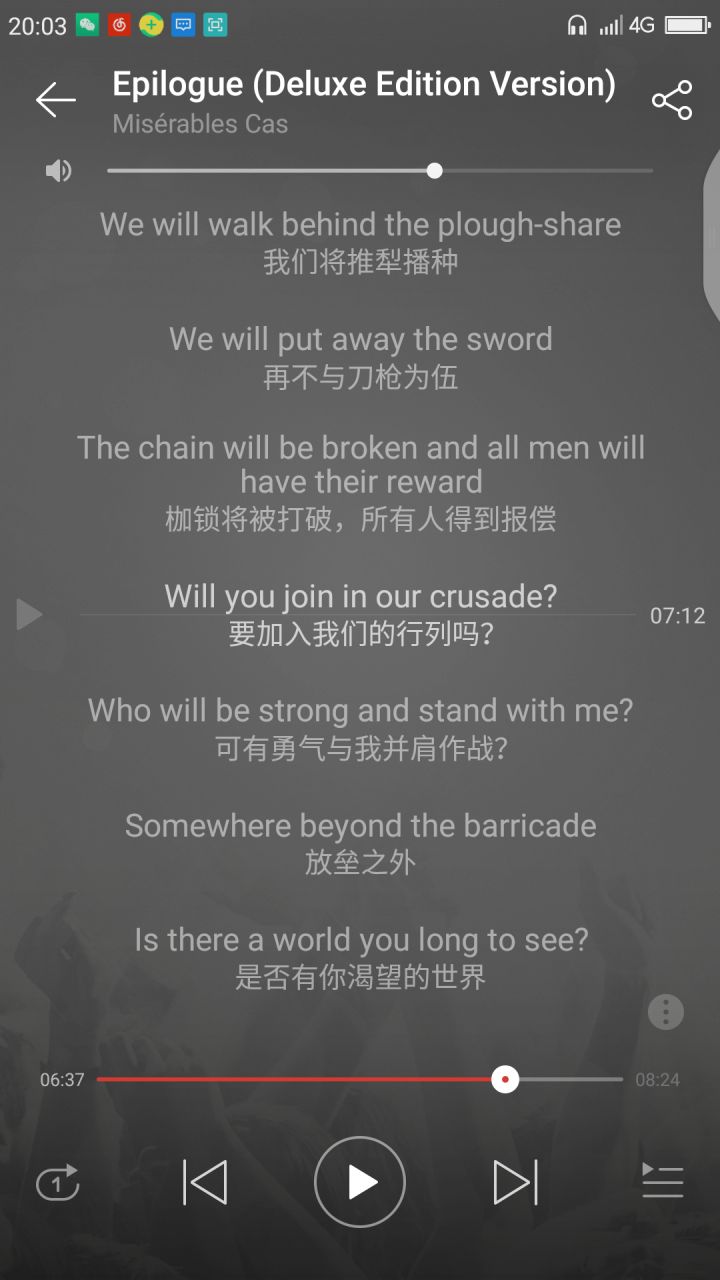 20:03
4G
Epilogue (Deluxe Edition Version)
Misérables Cas
We will walk behind the plough-share
我们将推犁播种
We will put away the sword
再不与刀枪为伍
The chain will be broken and all men will
have their reward
枷锁将被打破，所有人得到报偿
Will you join in our crusade?
07:12
要加入我们的行列吗？
Who will be strong and stand with me?
可有勇气与我并肩作战？
Somewhere beyond the barricade
放垒之外
Is there a world you long to see?
是否有你渴望的世界
06:37
08:24
1